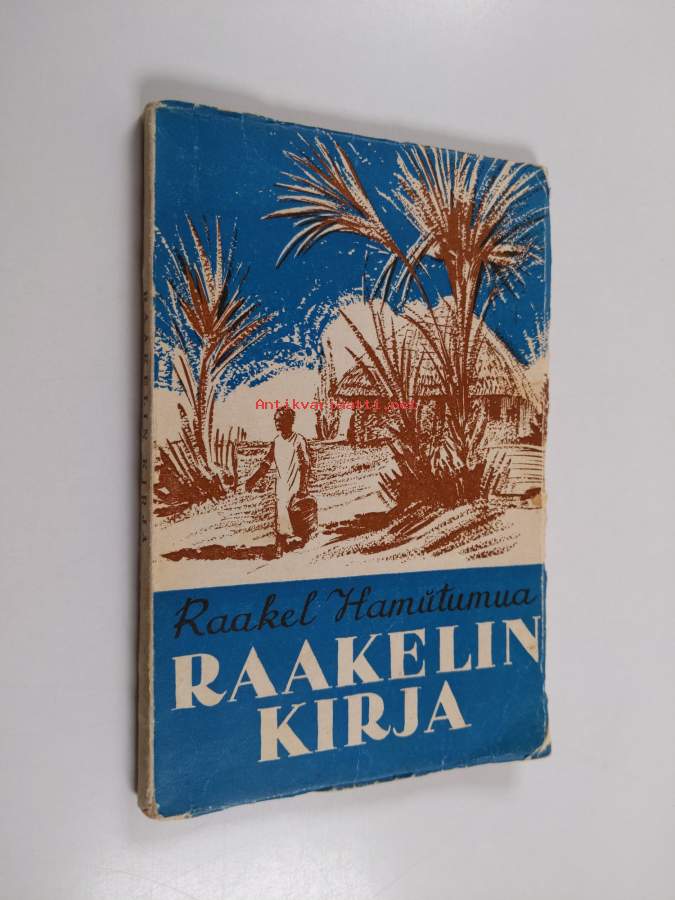 Antikvariaatti.net
Raakel Hamutumua
RAAKELIN
KIRJA
RAAKELIN KIRJA